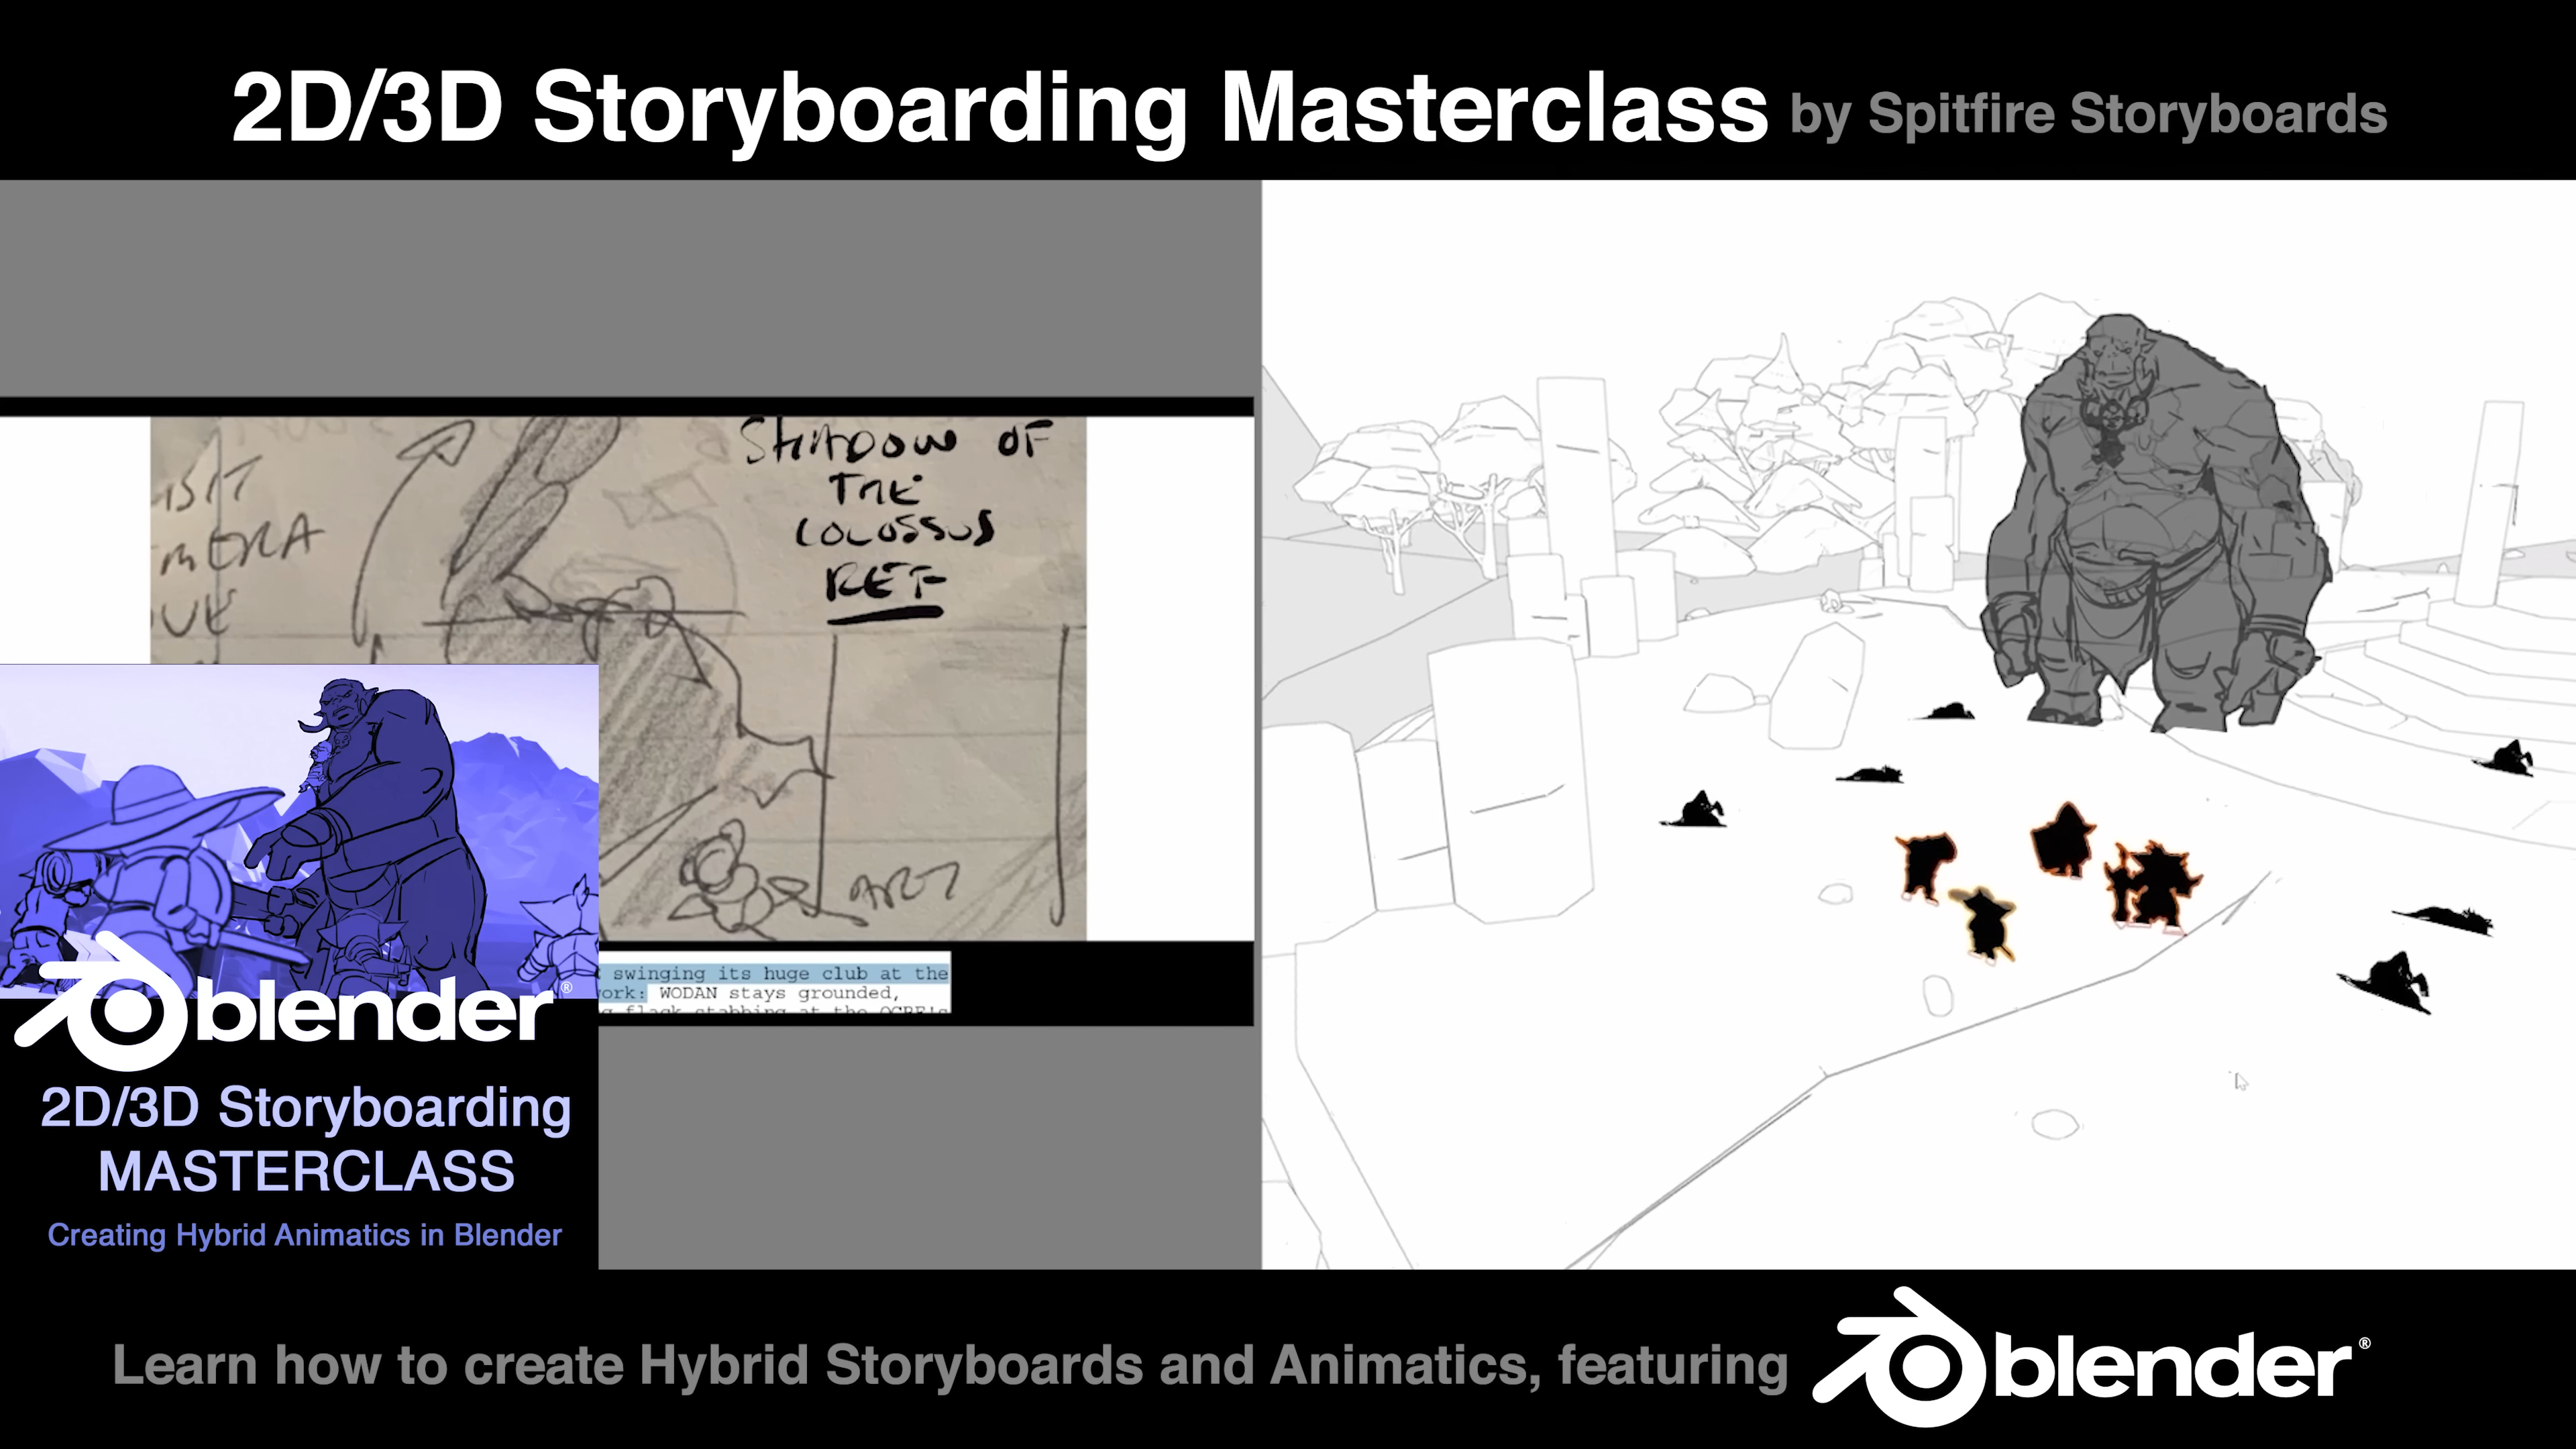 2D/3D Storyboarding Masterclass by Spitfire Storyboards
SHADOW OF
THE
COLOSSUS
REF
ART
swinging its huge club at the
ork: WODAN stays grounded,
blender®
2D/3D Storyboarding
MASTERCLASS
Creating Hybrid Animatics in Blender
Learn how to create Hybrid Storyboards and Animatics, featuring blender®